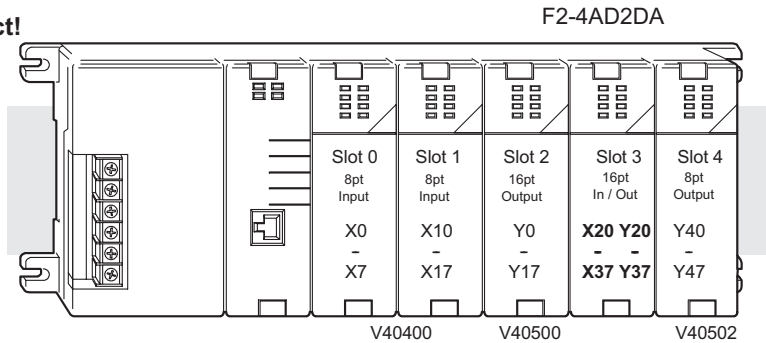 ct!
F2-4AD2DA
Slot 0
8pt
Input
X0
-
X7
Slot 1
8pt
Input
X10
-
X17
Slot 2
16pt
Output
Y0
-
Y17
Slot 3
16pt
In / Out
X20 Y20
- -
X37 Y37
Slot 4
8pt
Output
Y40
-
Y47
V40400
V40500
V40502